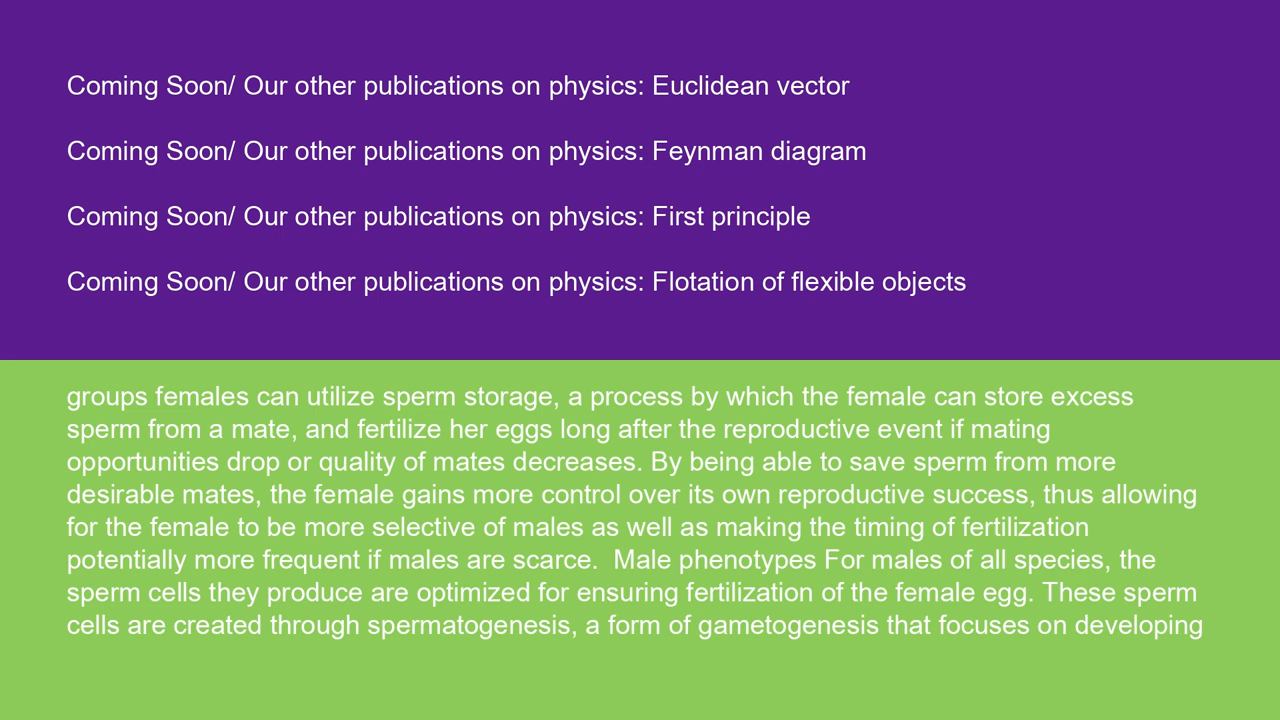 Coming Soon/ Our other publications on physics: Euclidean vector
Coming Soon/ Our other publications on physics: Feynman diagram
Coming Soon/ Our other publications on physics: First principle
Coming Soon/ Our other publications on physics: Flotation of flexible objects
groups females can utilize sperm storage, a process by which the female can store excess
sperm from a mate, and fertilize her eggs long after the reproductive event if mating
opportunities drop or quality of mates decreases. By being able to save sperm from more
desirable mates, the female gains more control over its own reproductive success, thus allowing
for the female to be more selective of males as well as making the timing of fertilization
potentially more frequent if males are scarce.  Male phenotypes For males of all species, the
sperm cells they produce are optimized for ensuring fertilization of the female egg. These sperm
cells are created through spermatogenesis, a form of gametogenesis that focuses on developing